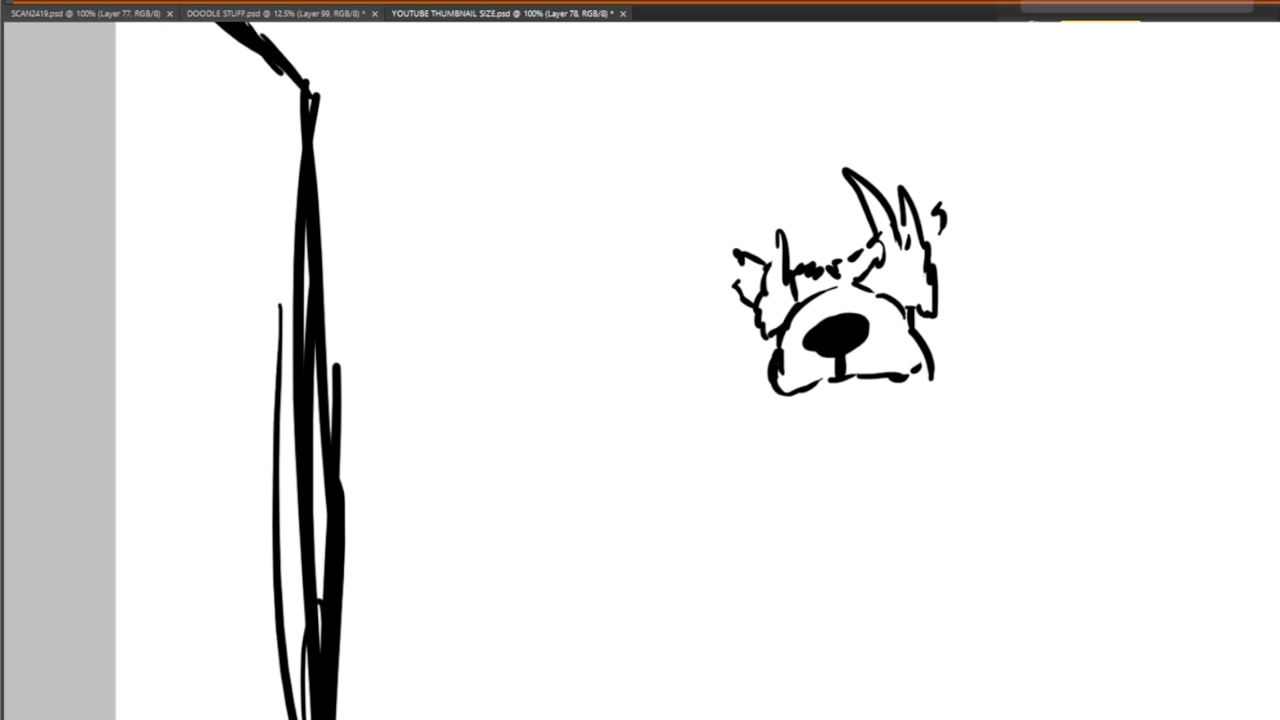 SCAN2419.psd @ 100% (Layer 77, RGB/8) × DOODLE STUFF.psd @ 12.5% (Layer 99, RGB/8) * × YOUTUBE THUMBNAIL SIZE.psd @ 100% (Layer 78, RGB/8) * ×